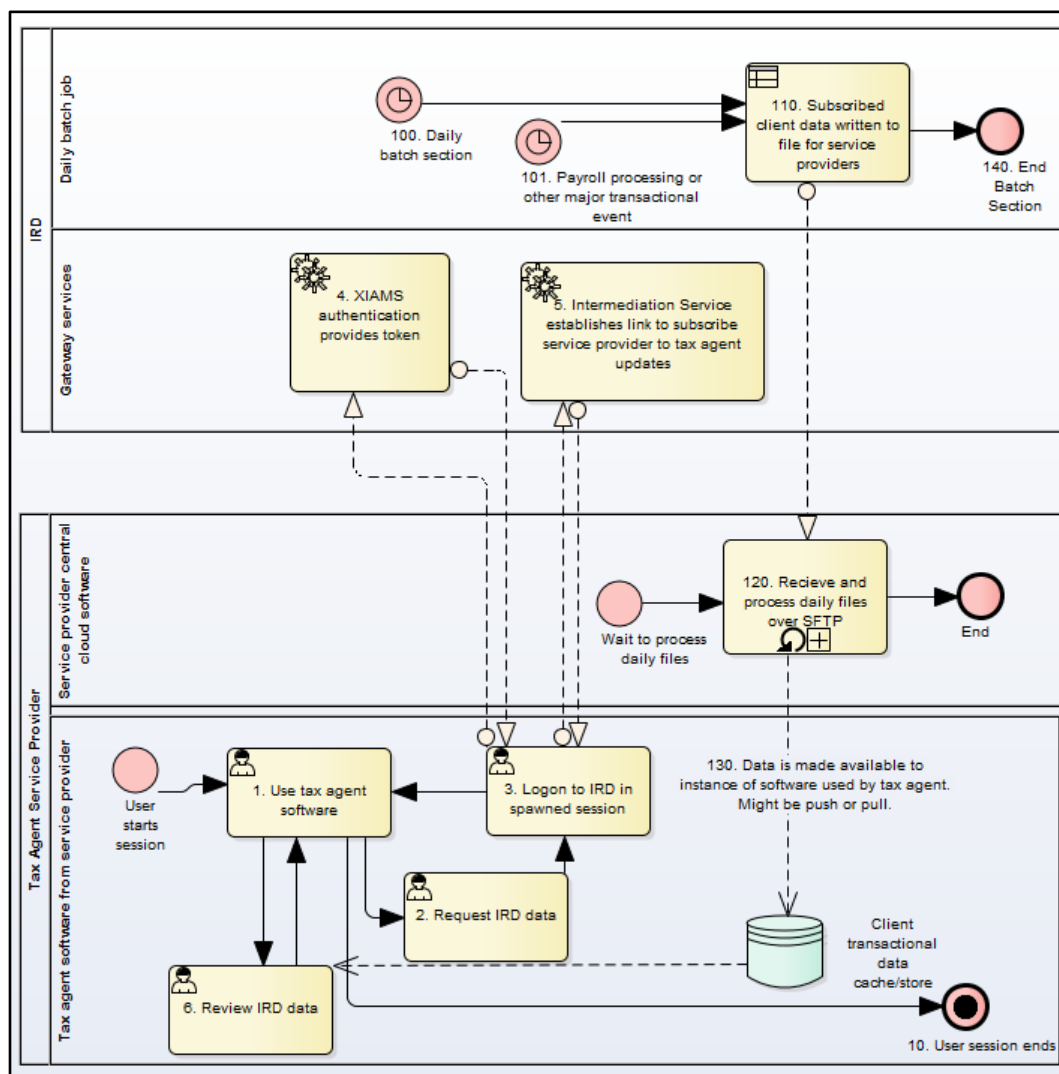 IRD
Daily batch job
100. Daily
batch section
101. Payroll processing or
other major transactional
event
110. Subscribed
client data written to
file for service
providers
140. End
Batch
Section
Gateway services
4. XIAMS
authentication
provides token
5. Intermediation Service
establishes link to subscribe
service provider to tax agent
updates
Tax Agent Service Provider
Service provider central
cloud software
Wait to process
daily files
120. Recieve and
process daily files
over SFTP
End
Tax agent software from service provider
User
starts
session
1. Use tax agent
software
3. Logon to IRD in
spawned session
130. Data is made available to
instance of software used by tax agent.
Might be push or pull.
2. Request IRD data
Client
transactional
data
cache/store
6. Review IRD data
10. User session ends